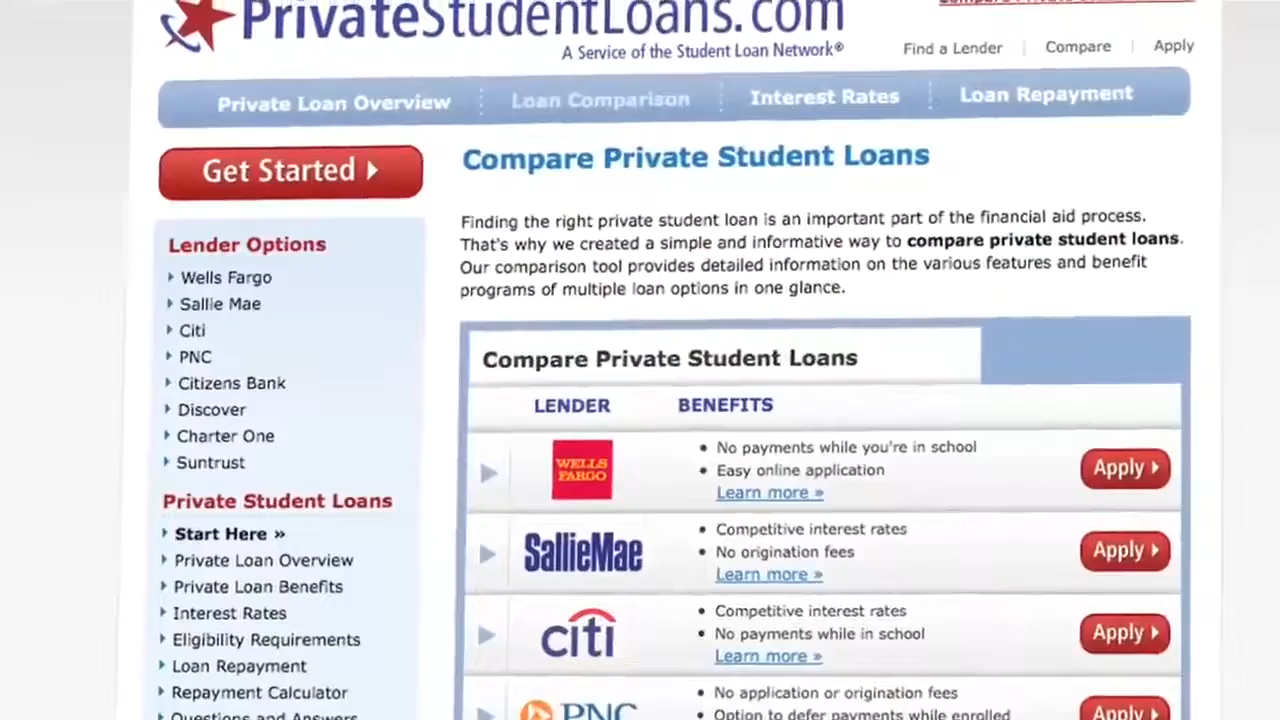 PrivateStudentLoans.com
A Service of the Student Loan Network®
Find a Lender
Compare
Apply
Private Loan Overview
Loan Comparison
Interest Rates
Loan Repayment
Get Started
Compare Private Student Loans
Finding the right private student loan is an important part of the financial aid process.
That's why we created a simple and informative way to compare private student loans.
Our comparison tool provides detailed information on the various features and benefit
programs of multiple loan options in one glance.
Lender Options
Wells Fargo
Sallie Mae
Citi
PNC
Citizens Bank
Discover
Charter One
Suntrust
Private Student Loans
Start Here »
Private Loan Overview
Private Loan Benefits
Interest Rates
Eligibility Requirements
Loan Repayment
Repayment Calculator
Questions and Answers
Compare Private Student Loans
LENDER BENEFITS
WELLS
FARGO
• No payments while you're in school
• Easy online application
Learn more »
Apply
SallieMae
• Competitive interest rates
• No origination fees
Learn more »
Apply
citi
• Competitive interest rates
• No payments while in school
Learn more »
Apply
PNC
• No application or origination fees
• Option to defer payments while enrolled
Apply